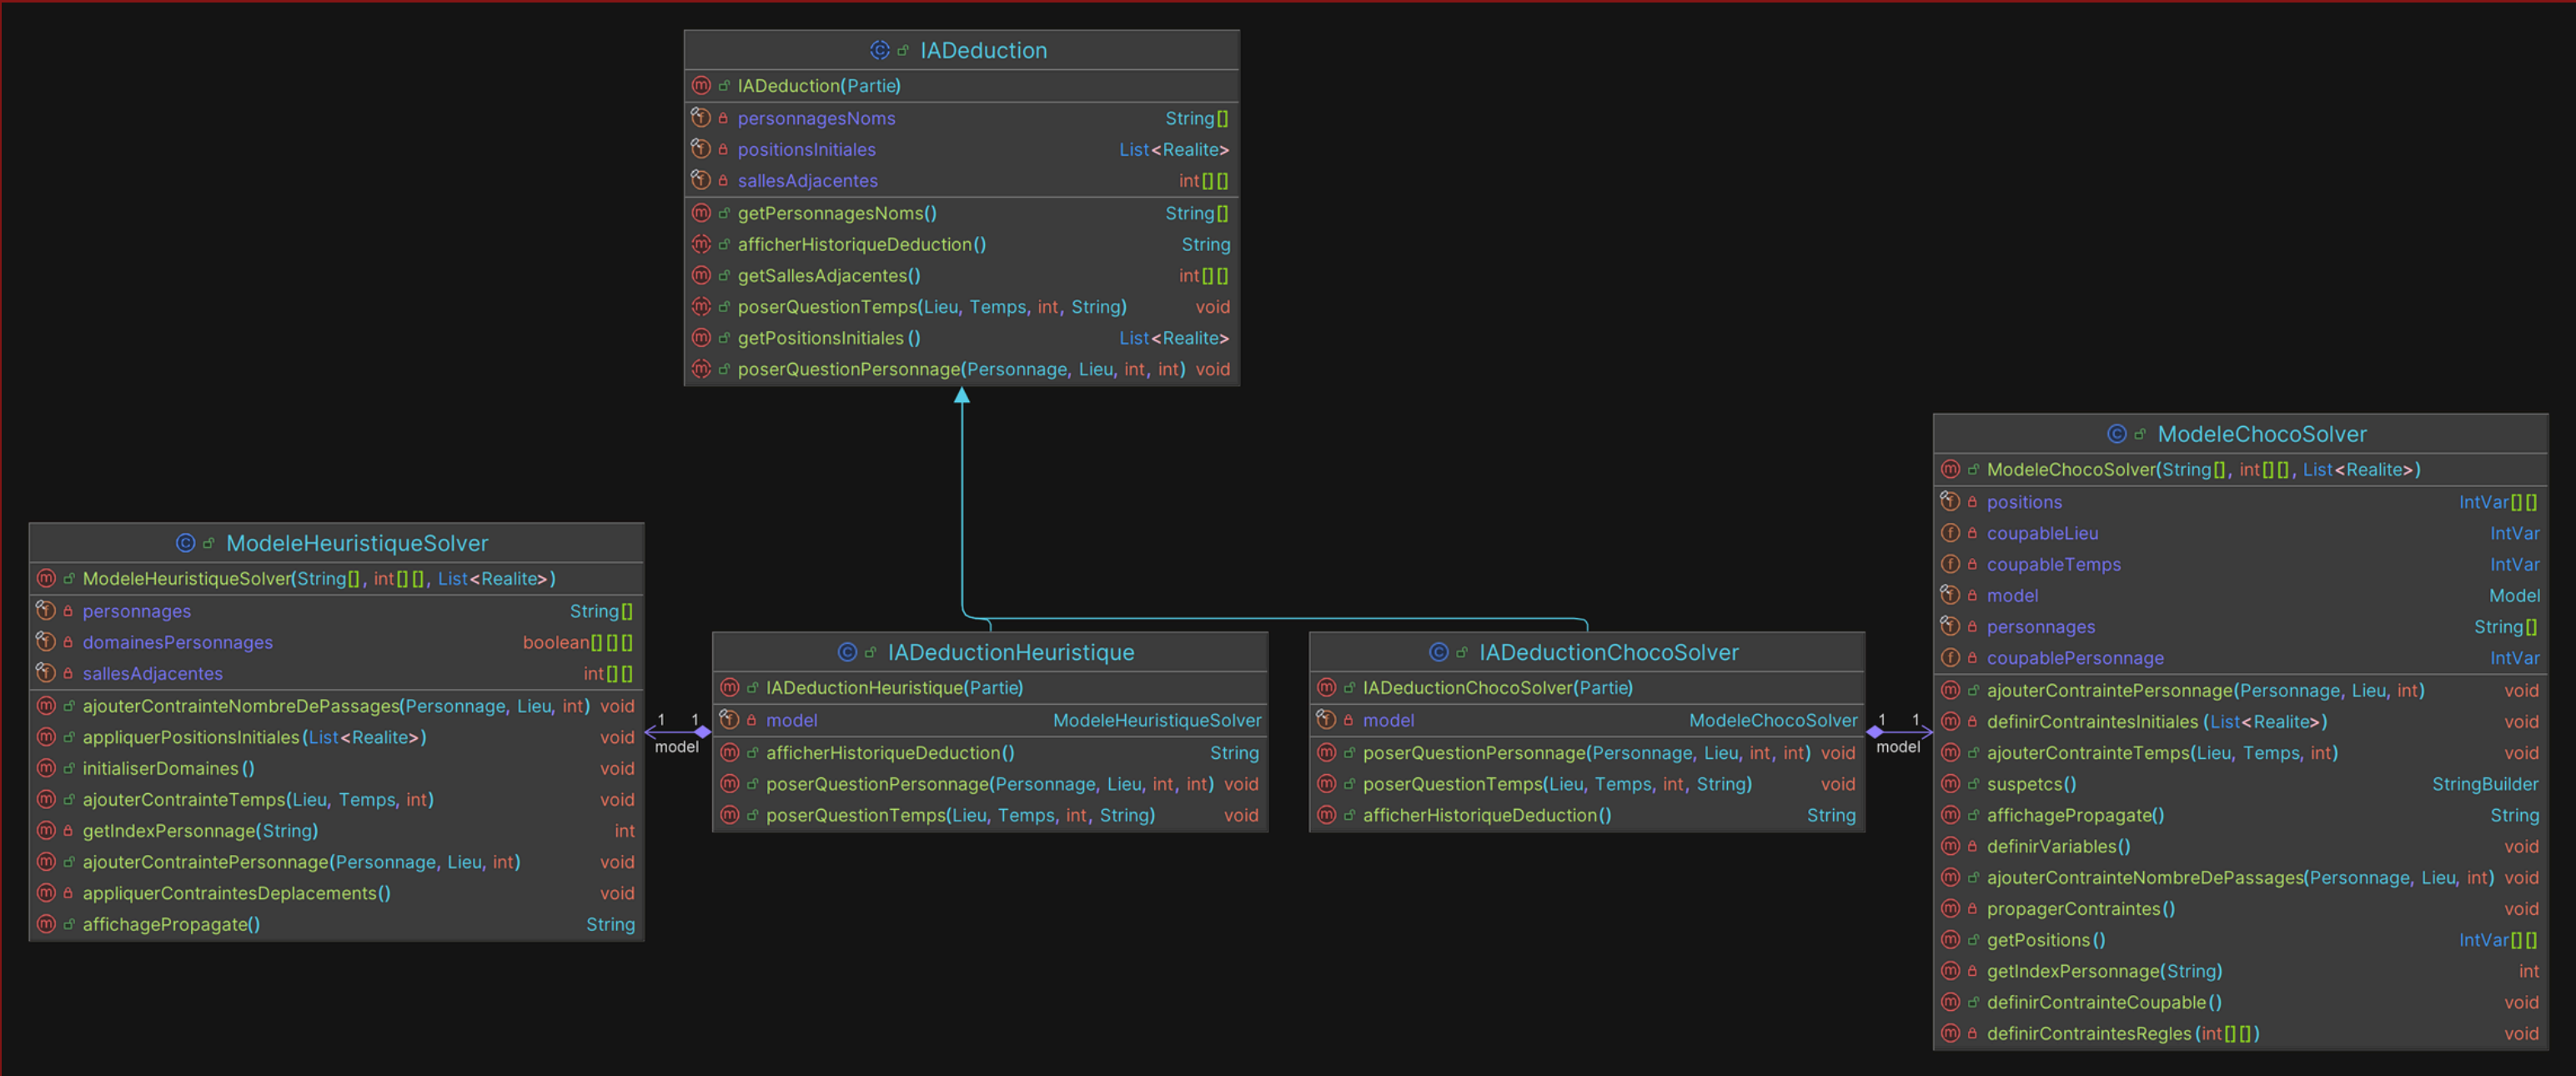 IADeduction
IADeduction(Partie)
personnagesNoms String[]
positionsInitiales List<Realite>
sallesAdjacentes int[][]
getPersonnagesNoms() String[]
afficherHistoriqueDeduction() String
getSallesAdjacentes() int[][]
poserQuestionTemps(Lieu, Temps, int, String) void
getPositionsInitiales() List<Realite>
poserQuestionPersonnage(Personnage, Lieu, int, int) void
ModeleHeuristiqueSolver
ModeleHeuristiqueSolver(String[], int[][], List<Realite>)
personnages String[]
domainesPersonnages boolean[][][]
sallesAdjacentes int[][]
ajouterContrainteNombreDePassages(Personnage, Lieu, int) void
appliquerPositionsInitiales(List<Realite>) void
initialiserDomaines() void
ajouterContrainteTemps(Lieu, Temps, int) void
getIndexPersonnage(String) int
ajouterContraintePersonnage(Personnage, Lieu, int) void
appliquerContraintesDeplacements() void
affichagePropagate() String
1 1
model
IADeductionHeuristique
IADeductionHeuristique(Partie)
model ModeleHeuristiqueSolver
afficherHistoriqueDeduction() String
poserQuestionPersonnage(Personnage, Lieu, int, int) void
poserQuestionTemps(Lieu, Temps, int, String) void
IADeductionChocoSolver
IADeductionChocoSolver(Partie)
model ModeleChocoSolver
poserQuestionPersonnage(Personnage, Lieu, int, int) void
poserQuestionTemps(Lieu, Temps, int, String) void
afficherHistoriqueDeduction() String
1 1
model
ModeleChocoSolver
ModeleChocoSolver(String[], int[][], List<Realite>)
positions IntVar[][]
coupableLieu IntVar
coupableTemps IntVar
model Model
personnages String[]
coupablePersonnage IntVar
ajouterContraintePersonnage(Personnage, Lieu, int) void
definirContraintesInitiales(List<Realite>) void
ajouterContrainteTemps(Lieu, Temps, int) void
suspetcs() StringBuilder
affichagePropagate() String
definirVariables() void
ajouterContrainteNombreDePassages(Personnage, Lieu, int) void
propagerContraintes() void
getPositions() IntVar[][]
getIndexPersonnage(String) int
definirContrainteCoupable() void
definirContraintesRegles(int[][]) void